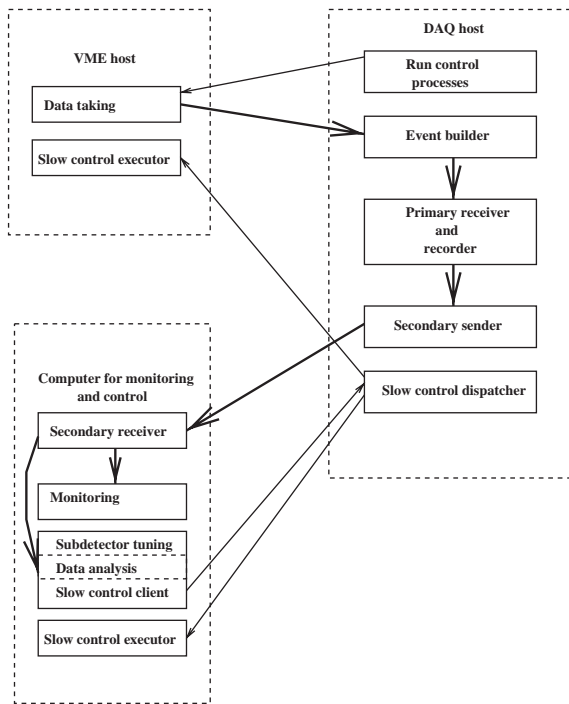 VME host
Data taking
Slow control executor
DAQ host
Run control
processes
Event builder
Primary receiver
and
recorder
Secondary sender
Slow control dispatcher
Computer for monitoring
and control
Secondary receiver
Monitoring
Subdetector tuning
Data analysis
Slow control client
Slow control executor